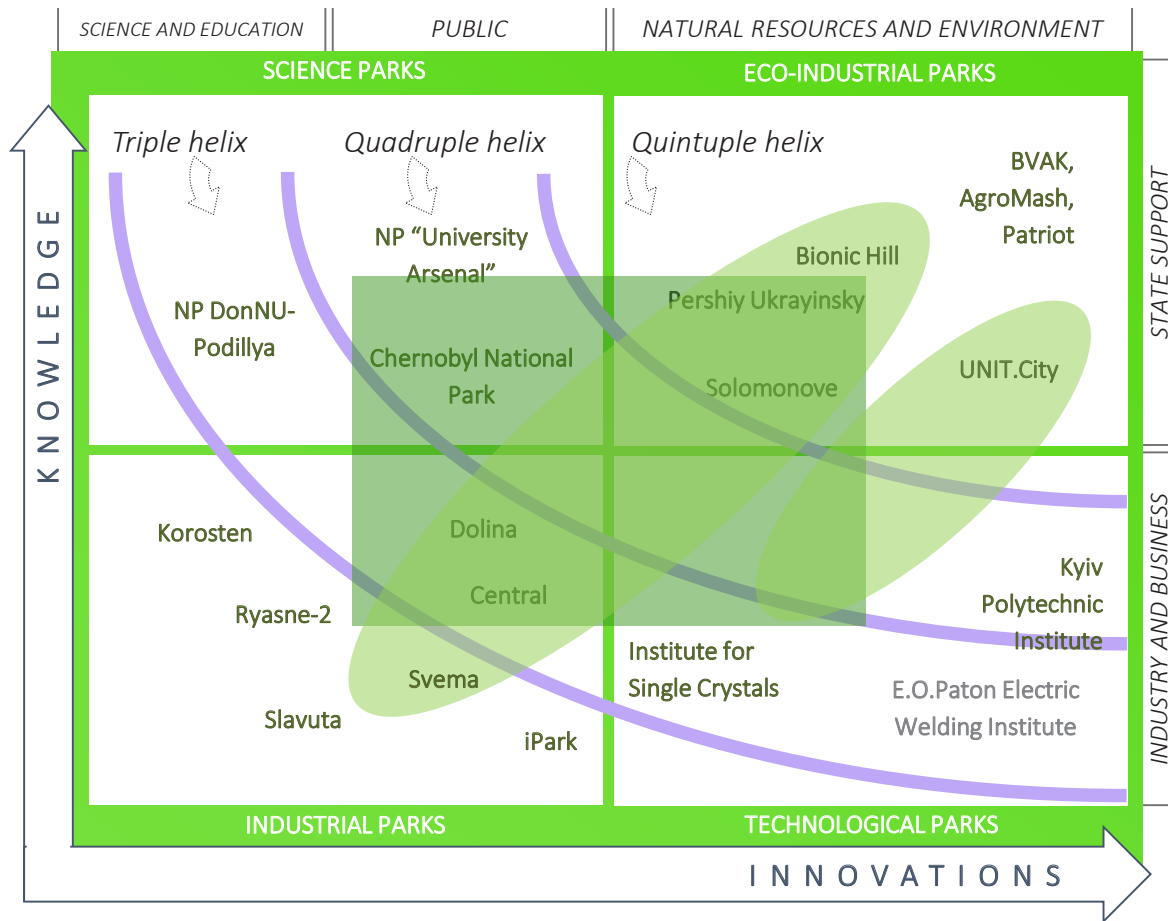 SCIENCE AND EDUCATION
PUBLIC
NATURAL RESOURCES AND ENVIRONMENT
SCIENCE PARKS
ECO-INDUSTRIAL PARKS
Triple helix
Quadruple helix
Quintuple helix
BVAK,
AgroMash,
Patriot
NP “University
Arsenal”
Bionic Hill
NP DonNU-
Podillya
Pershiy Ukrayinsky
Chernobyl National
Park
Solomonove
UNIT.City
KNOWLEDGE
STATE SUPPORT
Korosten
Dolina
Central
Ryasne-2
Svema
Slavuta
iPark
Kyiv
Polytechnic
Institute
Institute for
Single Crystals
E.O.Paton Electric
Welding Institute
INDUSTRY AND BUSINESS
INDUSTRIAL PARKS
TECHNOLOGICAL PARKS
INNOVATIONS